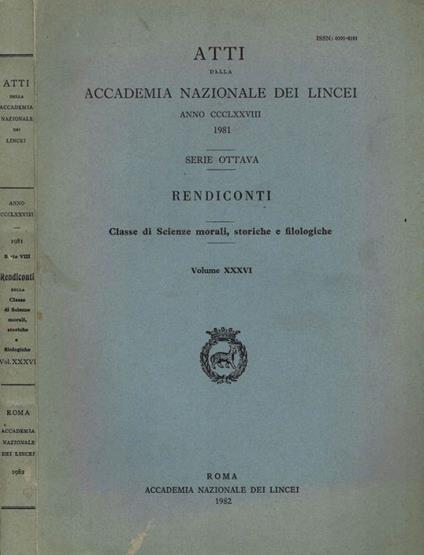 ATTI
DELLA
ACCADEMIA
NAZIONALE
DEI
LINCEI
ANNO
CCCLXXVIII
1981
Serie VIII
Rendiconti
DELLA
Classe
di Scienze
morali,
storiche
e
filologiche
Vol. XXXVI
ROMA
ACCADEMIA
NAZIONALE
DEI LINCEI
1982
ISSN: 0391-8181
ATTI
DELLA
ACCADEMIA NAZIONALE DEI LINCEI
ANNO CCCLXXVIII
1981
SERIE OTTAVA
RENDICONTI
Classe di Scienze morali, storiche e filologiche
Volume XXXVI
ROMA
ACCADEMIA NAZIONALE DEI LINCEI
1982